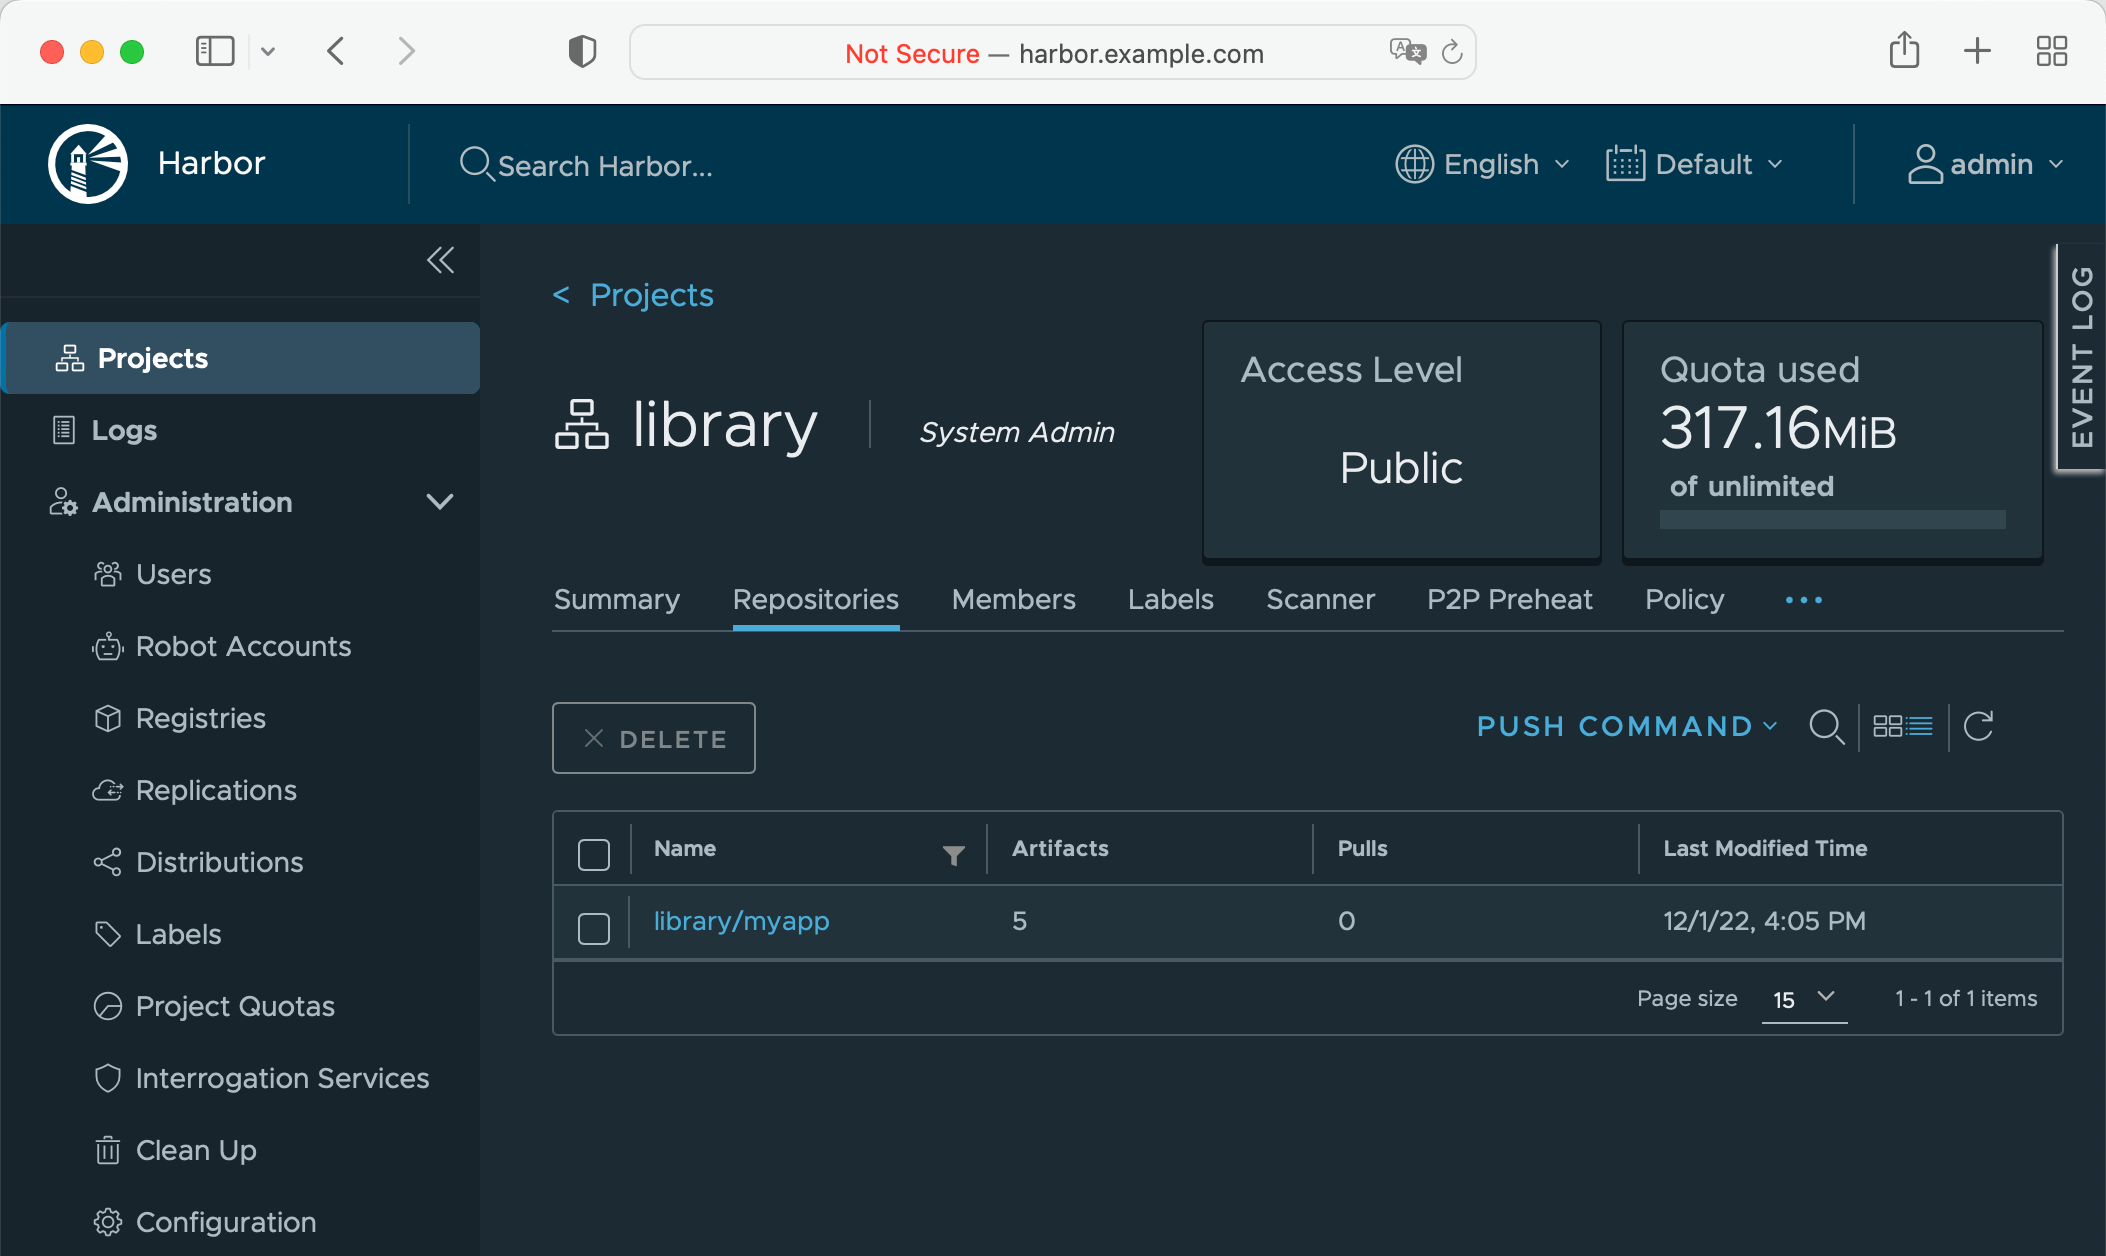 Not Secure — harbor.example.com
Harbor
Search Harbor...
English
Default
admin
Projects
Logs
Administration
Users
Robot Accounts
Registries
Replications
Distributions
Labels
Project Quotas
Interrogation Services
Clean Up
Configuration
< Projects
library
System Admin
Access Level
Public
Quota used
317.16MiB
of unlimited
EVENT LOG
Summary Repositories Members Labels Scanner P2P Preheat Policy ...
DELETE
PUSH COMMAND
Name Artifacts Pulls Last Modified Time
library/myapp 5 0 12/1/22, 4:05 PM
Page size 15 1 - 1 of 1 items